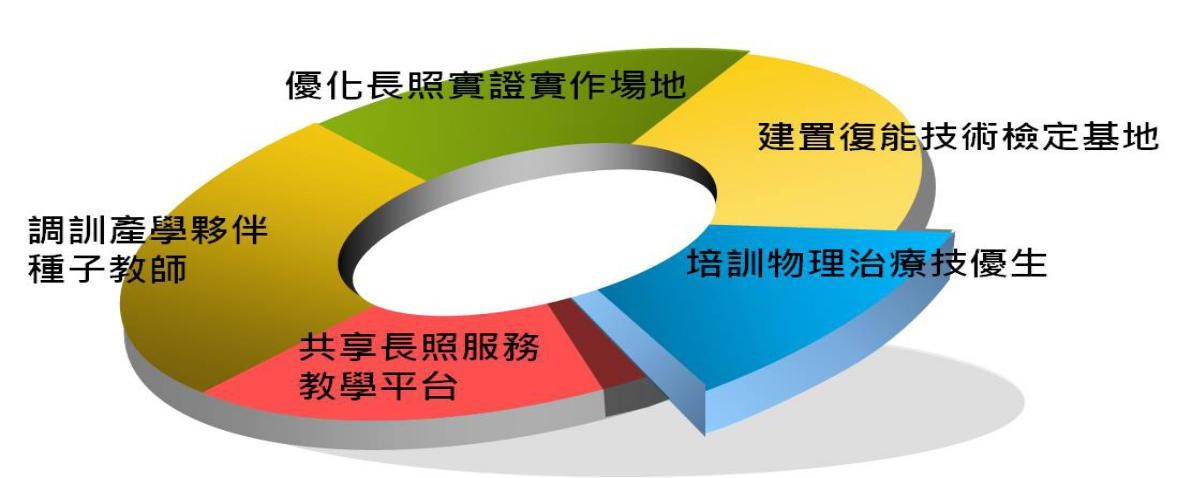 優化長照實證實作場地
建置復能技術檢定基地
調訓產學夥伴
種子教師
培訓物理治療技優生
共享長照服務
教學平台